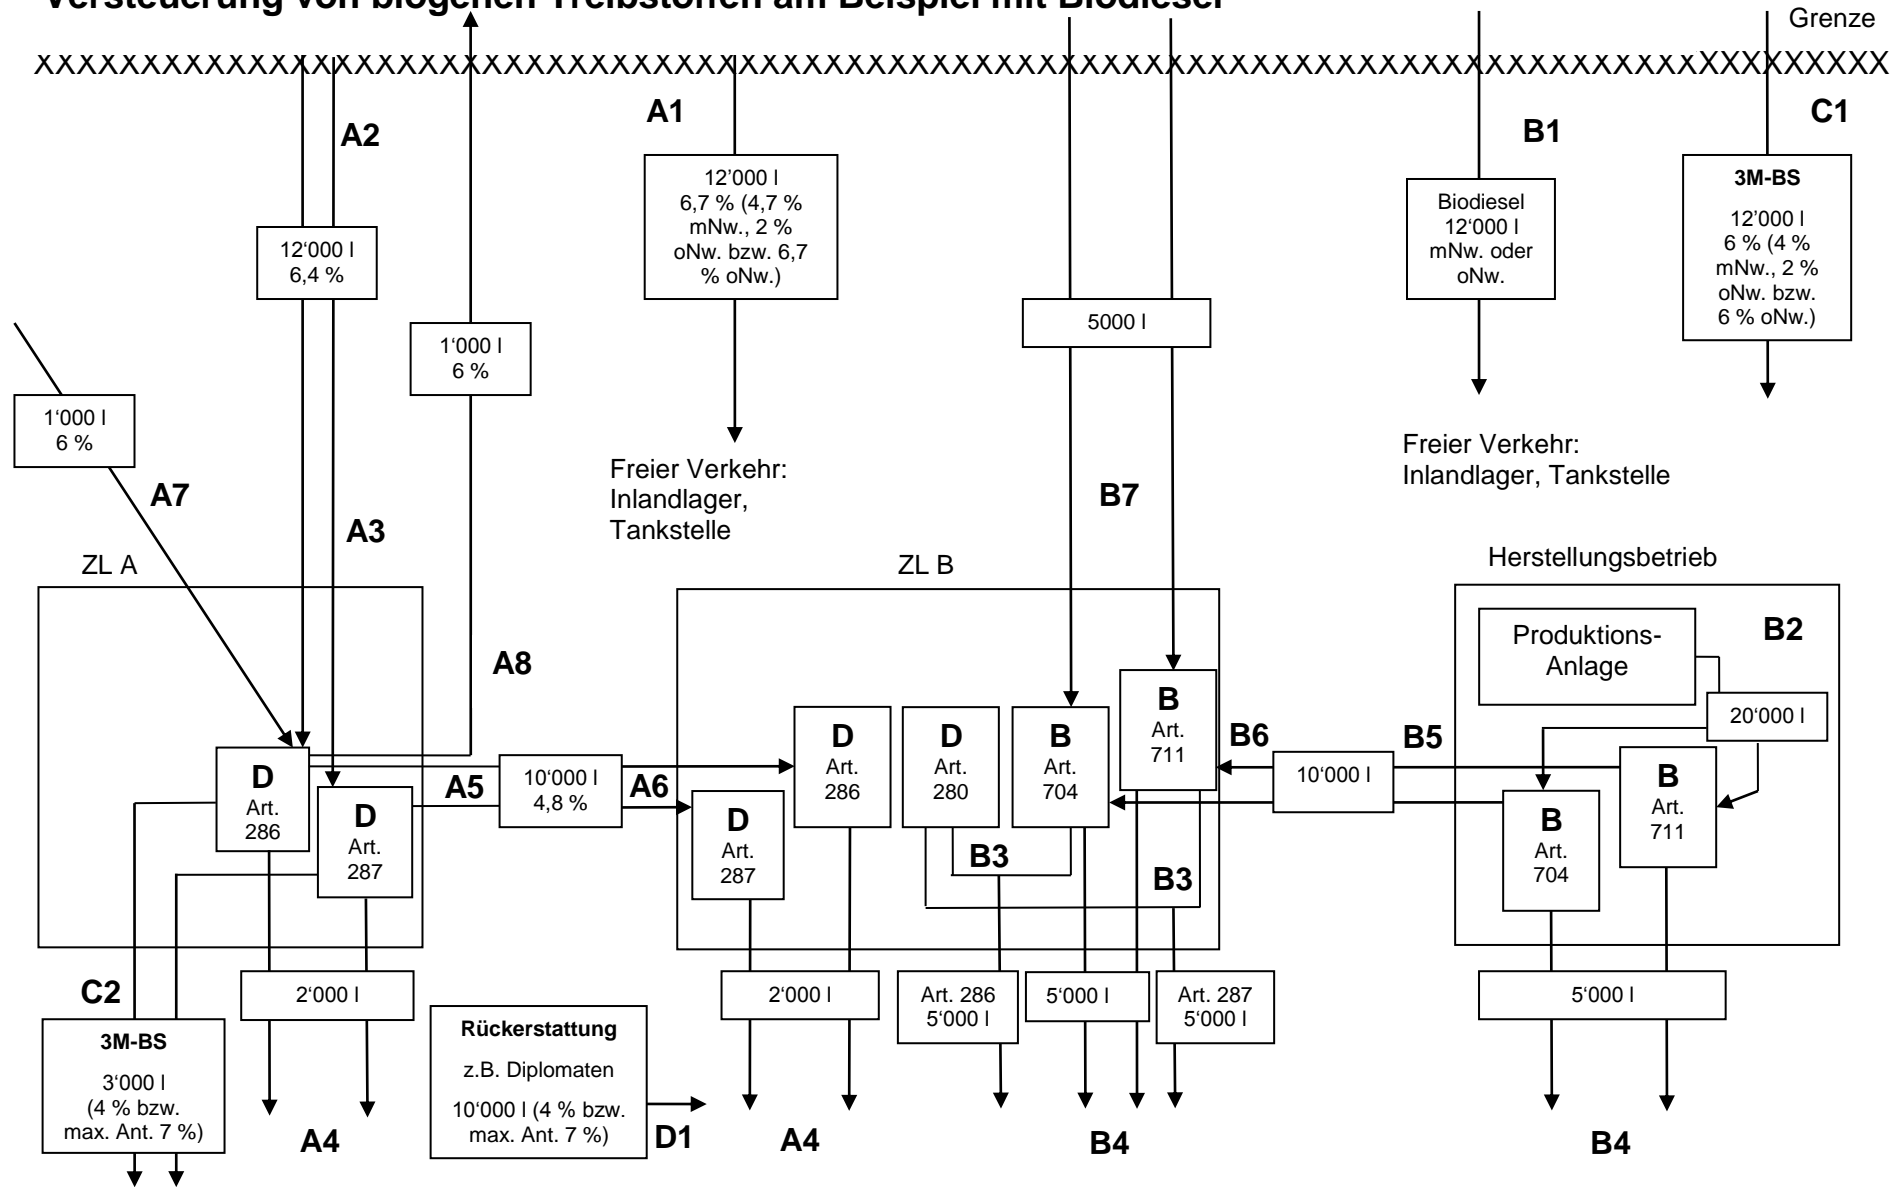 Versteuerung von biogenen Treibstoffen am Beispiel mit Biodiesel
Grenze
XXXXXXXXXXXXXXXXXXXXXXXXXXXXXXXXXXXXXXXXXXXXXXXXXXXXXXXXXXXXXXXXXXXXXXXXXXXXXXXXXXXXXXXX
A2
A1
B1
C1
12'000 l
6,7 % (4,7 %
mNw., 2 %
oNw. bzw. 6,7
% oNw.)
Biodiesel
12‘000 l
mNw. oder
oNw.
3M-BS
12’000 l
6 % (4 %
mNw., 2 %
oNw. bzw.
6 % oNw.)
12‘000 l
6,4 %
1‘000 l
6 %
5000 l
1‘000 l
6 %
A7
A3
Freier Verkehr:
Inlandlager,
Tankstelle
B7
Freier Verkehr:
Inlandlager, Tankstelle
ZL A
ZL B
Herstellungsbetrieb
A8
Produktions-
Anlage
B2
20‘000 l
D
Art.
286
D
Art.
287
A5
10‘000 l
4,8 %
A6
D
Art.
287
D
Art.
286
D
Art.
280
B
Art.
704
B
Art.
711
B3
B3
B6
10‘000 l
B5
B
Art.
704
B
Art.
711
C2
3M-BS
3‘000 l
(4 % bzw.
max. Ant. 7 %)
2‘000 l
A4
Rückerstattung
z.B. Diplomaten
10‘000 l (4 % bzw.
max. Ant. 7 %)
D1
2‘000 l
A4
Art. 286
5‘000 l
5‘000 l
Art. 287
5‘000 l
B4
5‘000 l
B4